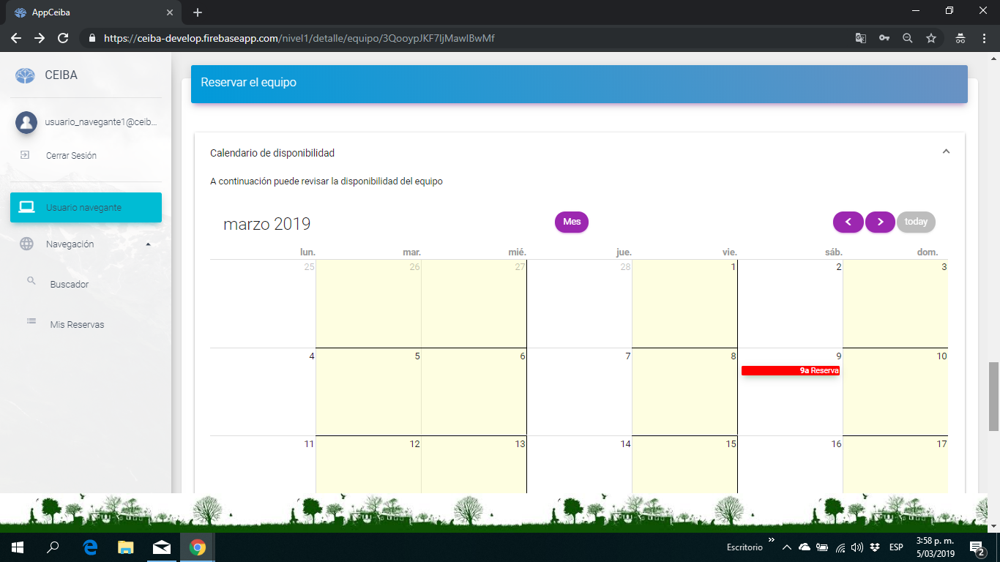 AppCeiba
https://ceiba-develop.firebaseapp.com/nivel1/detalle/equipo/3QooypJKF7ljMawlBwMf
CEIBA
usuario_navegante1@ceib...
Cerrar Sesión
Usuario navegante
Navegación
Buscador
Mis Reservas
Reservar el equipo
Calendario de disponibilidad
A continuación puede revisar la disponibilidad del equipo
marzo 2019 Mes today
lun. mar. mié. jue. vie. sáb. dom.
25 26 27 28 1 2 3
4 5 6 7 8 9 10
9a Reserva
11 12 13 14 15 16 17
Escritorio ESP
3:58 p. m.
5/03/2019
2